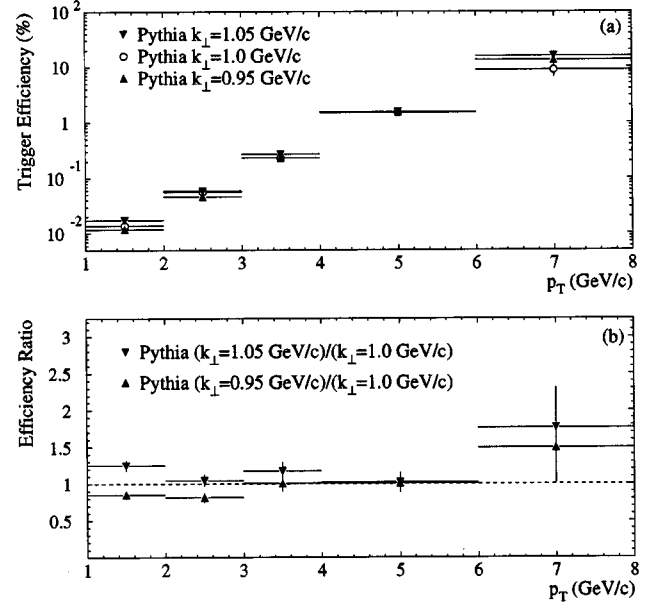 Trigger Efficiency (%)
(a)
Pythia k⊥=1.05 GeV/c
Pythia k⊥=1.0 GeV/c
Pythia k⊥=0.95 GeV/c
10²
10
1
10⁻¹
10⁻²
1 2 3 4 5 6 7 8
p_T (GeV/c)
Efficiency Ratio
(b)
Pythia (k⊥=1.05 GeV/c)/(k⊥=1.0 GeV/c)
Pythia (k⊥=0.95 GeV/c)/(k⊥=1.0 GeV/c)
3
2.5
2
1.5
1
0.5
1 2 3 4 5 6 7 8
p_T (GeV/c)